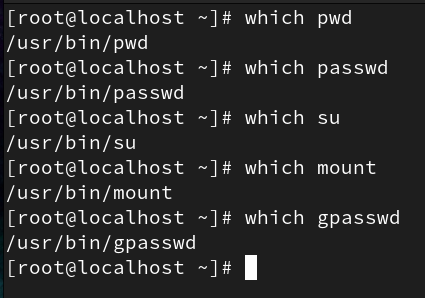 [root@localhost ~]# which pwd
/usr/bin/pwd
[root@localhost ~]# which passwd
/usr/bin/passwd
[root@localhost ~]# which su
/usr/bin/su
[root@localhost ~]# which mount
/usr/bin/mount
[root@localhost ~]# which gpasswd
/usr/bin/gpasswd
[root@localhost ~]#